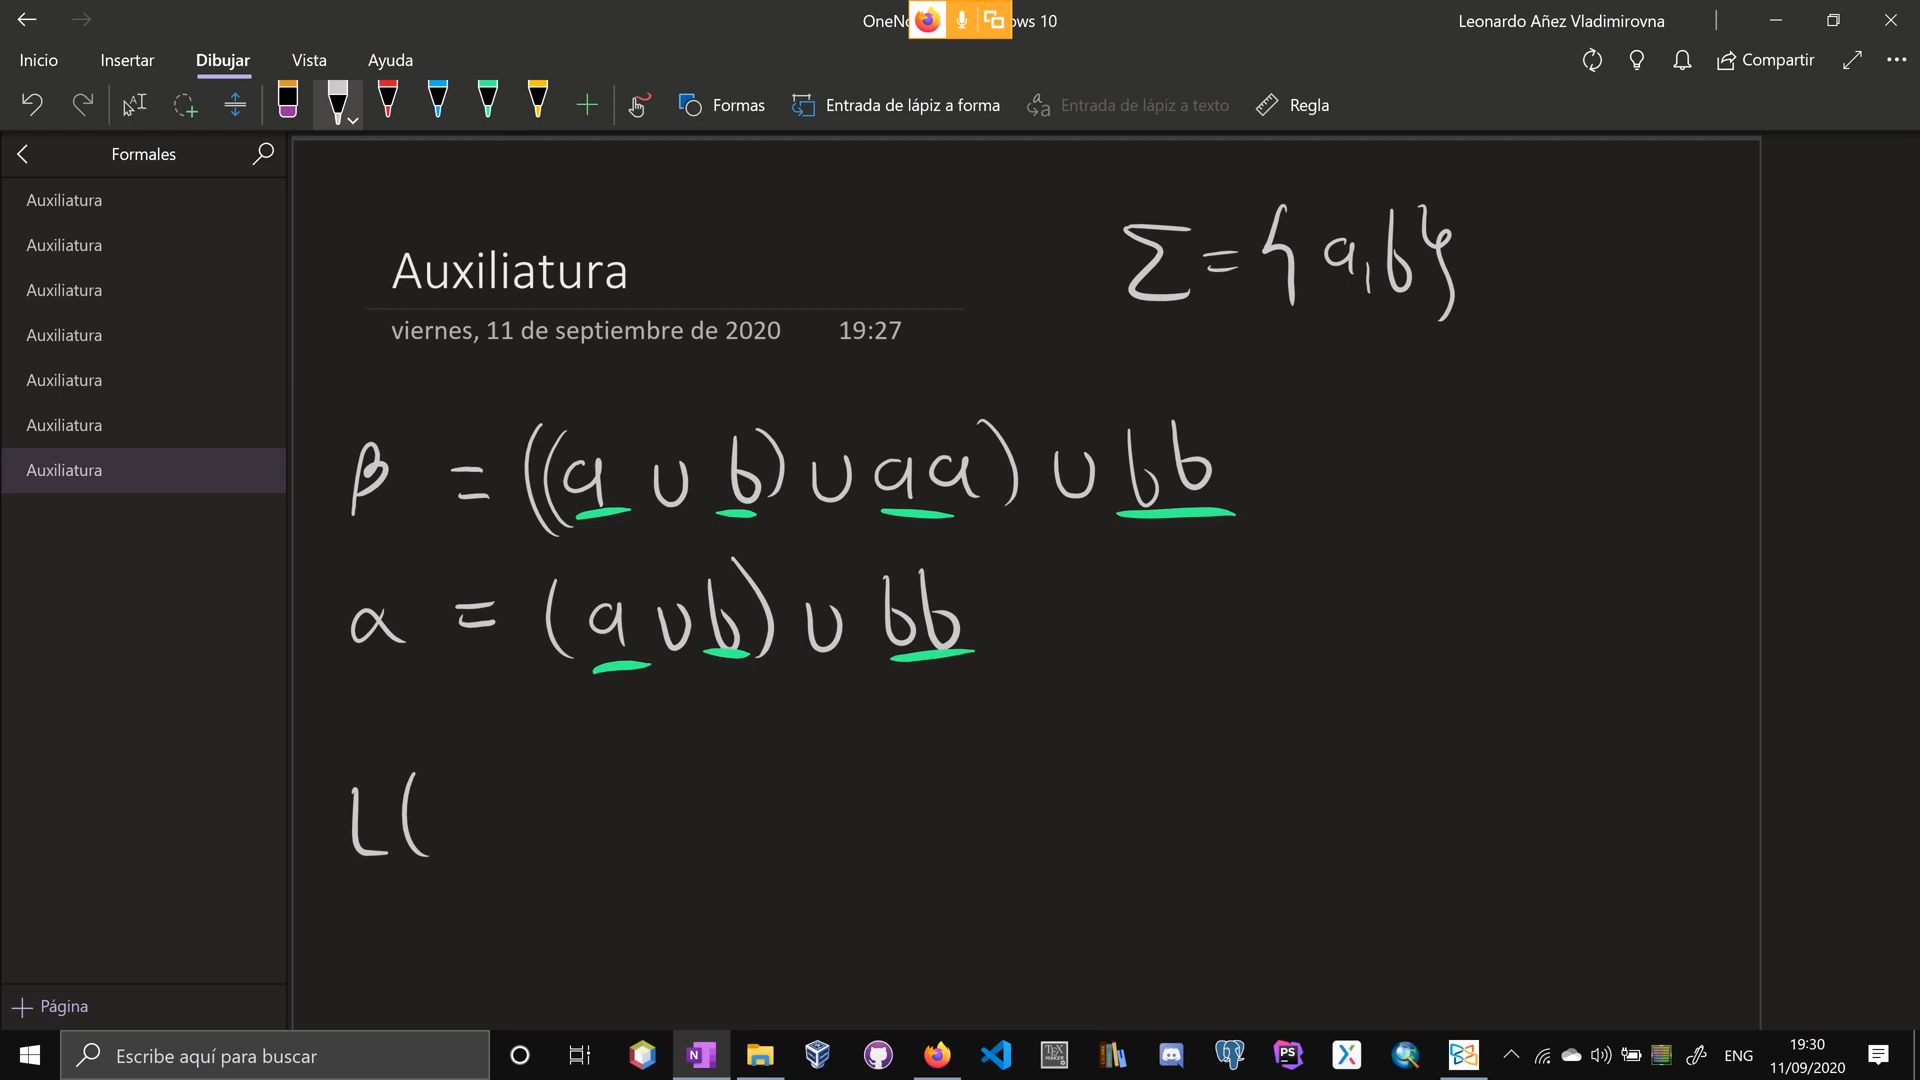 OneNo
ows 10
Leonardo Añez Vladimirovna
Inicio
Insertar
Dibujar
Vista
Ayuda
Compartir
Formas
Entrada de lápiz a forma
Entrada de lápiz a texto
Regla
Formales
Auxiliatura
Auxiliatura
Auxiliatura
Auxiliatura
Auxiliatura
Auxiliatura
Auxiliatura
Página
Auxiliatura
viernes, 11 de septiembre de 2020 19:27
Σ = { a, b }
β = ((a ∪ b) ∪ aa) ∪ bb
α = (a ∪ b) ∪ bb
L(
Escribe aquí para buscar
ENG
19:30
11/09/2020